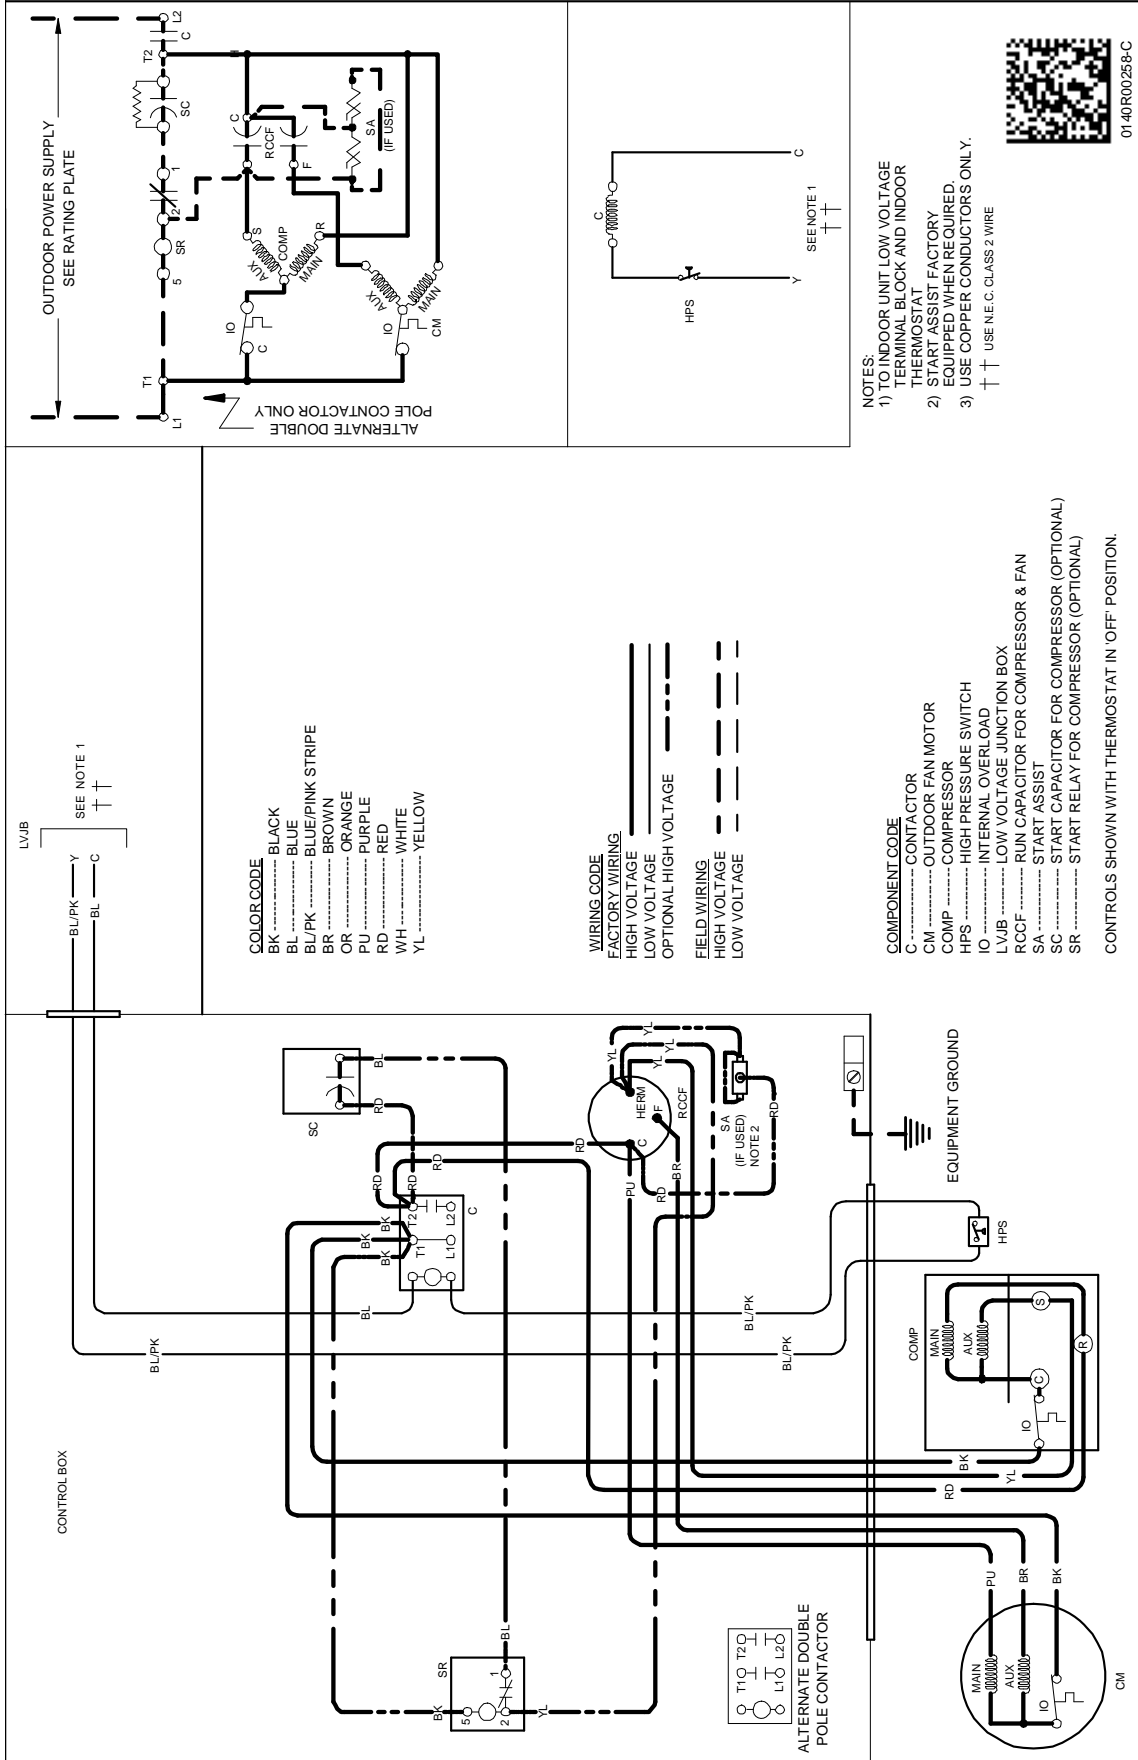 CONTROL BOX
LVJB
BL/PK
Y
BL
C
SEE NOTE 1
††
BL/PK
BL
BL/PK
BL/PK
SC
BL
RD
RD
RD
RD
RD
BK
BK
BK
T2
T1
L2
L1
C
HERM
F
C
RCCF
YL
YL
YL
YL
SA
(IF USED)
NOTE 2
RD
RD
PU
BR
SR
BK
5
2
1
BL
YL
ALTERNATE DOUBLE
POLE CONTACTOR
T1
T2
L1
L2
EQUIPMENT GROUND
HPS
COMP
MAIN
AUX
S
R
C
IO
BK
YL
RD
PU
BR
BK
MAIN
AUX
IO
CM
COLOR CODE
BK ---------- BLACK
BL ---------- BLUE
BL/PK ---------- BLUE/PINK STRIPE
BR ---------- BROWN
OR ---------- ORANGE
PU ---------- PURPLE
RD ---------- RED
WH ---------- WHITE
YL ---------- YELLOW
WIRING CODE
FACTORY WIRING
HIGH VOLTAGE
LOW VOLTAGE
OPTIONAL HIGH VOLTAGE
FIELD WIRING
HIGH VOLTAGE
LOW VOLTAGE
COMPONENT CODE
C ---------- CONTACTOR
CM ---------- OUTDOOR FAN MOTOR
COMP ---------- COMPRESSOR
HPS ---------- HIGH PRESSURE SWITCH
IO ---------- INTERNAL OVERLOAD
LVJB ---------- LOW VOLTAGE JUNCTION BOX
RCCF ---------- RUN CAPACITOR FOR COMPRESSOR & FAN
SA ---------- START ASSIST
SC ---------- START CAPACITOR FOR COMPRESSOR (OPTIONAL)
SR ---------- START RELAY FOR COMPRESSOR (OPTIONAL)
CONTROLS SHOWN WITH THERMOSTAT IN 'OFF' POSITION.
OUTDOOR POWER SUPPLY
SEE RATING PLATE
L1
T1
5
SR
2
1
SC
T2
C
L2
ALTERNATE DOUBLE
POLE CONTACTOR ONLY
H
C
RCCF
F
SA
(IF USED)
IO
C
S
AUX
COMP
MAIN
R
IO
AUX
MAIN
CM
C
HPS
Y
C
SEE NOTE 1
††
NOTES:
1) TO INDOOR UNIT LOW VOLTAGE
TERMINAL BLOCK AND INDOOR
THERMOSTAT
2) START ASSIST FACTORY
EQUIPPED WHEN REQUIRED.
3) USE COPPER CONDUCTORS ONLY.
†† USE N.E.C. CLASS 2 WIRE
0140R00258-C